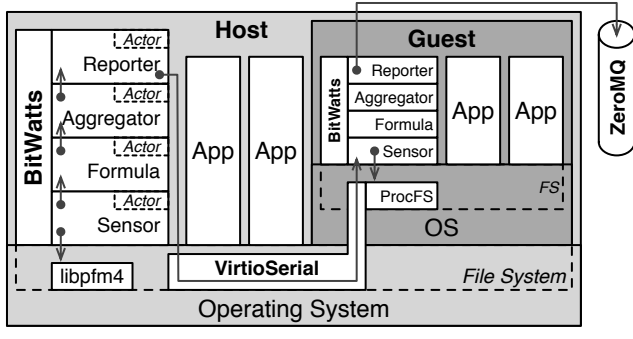 Host
Guest
BitWatts
Actor
Reporter
Actor
Aggregator
Actor
Formula
Actor
Sensor
App
App
BitWatts
Reporter
Aggregator
Formula
Sensor
App
App
ZeroMQ
FS
ProcFS
OS
libpfm4
VirtioSerial
File System
Operating System